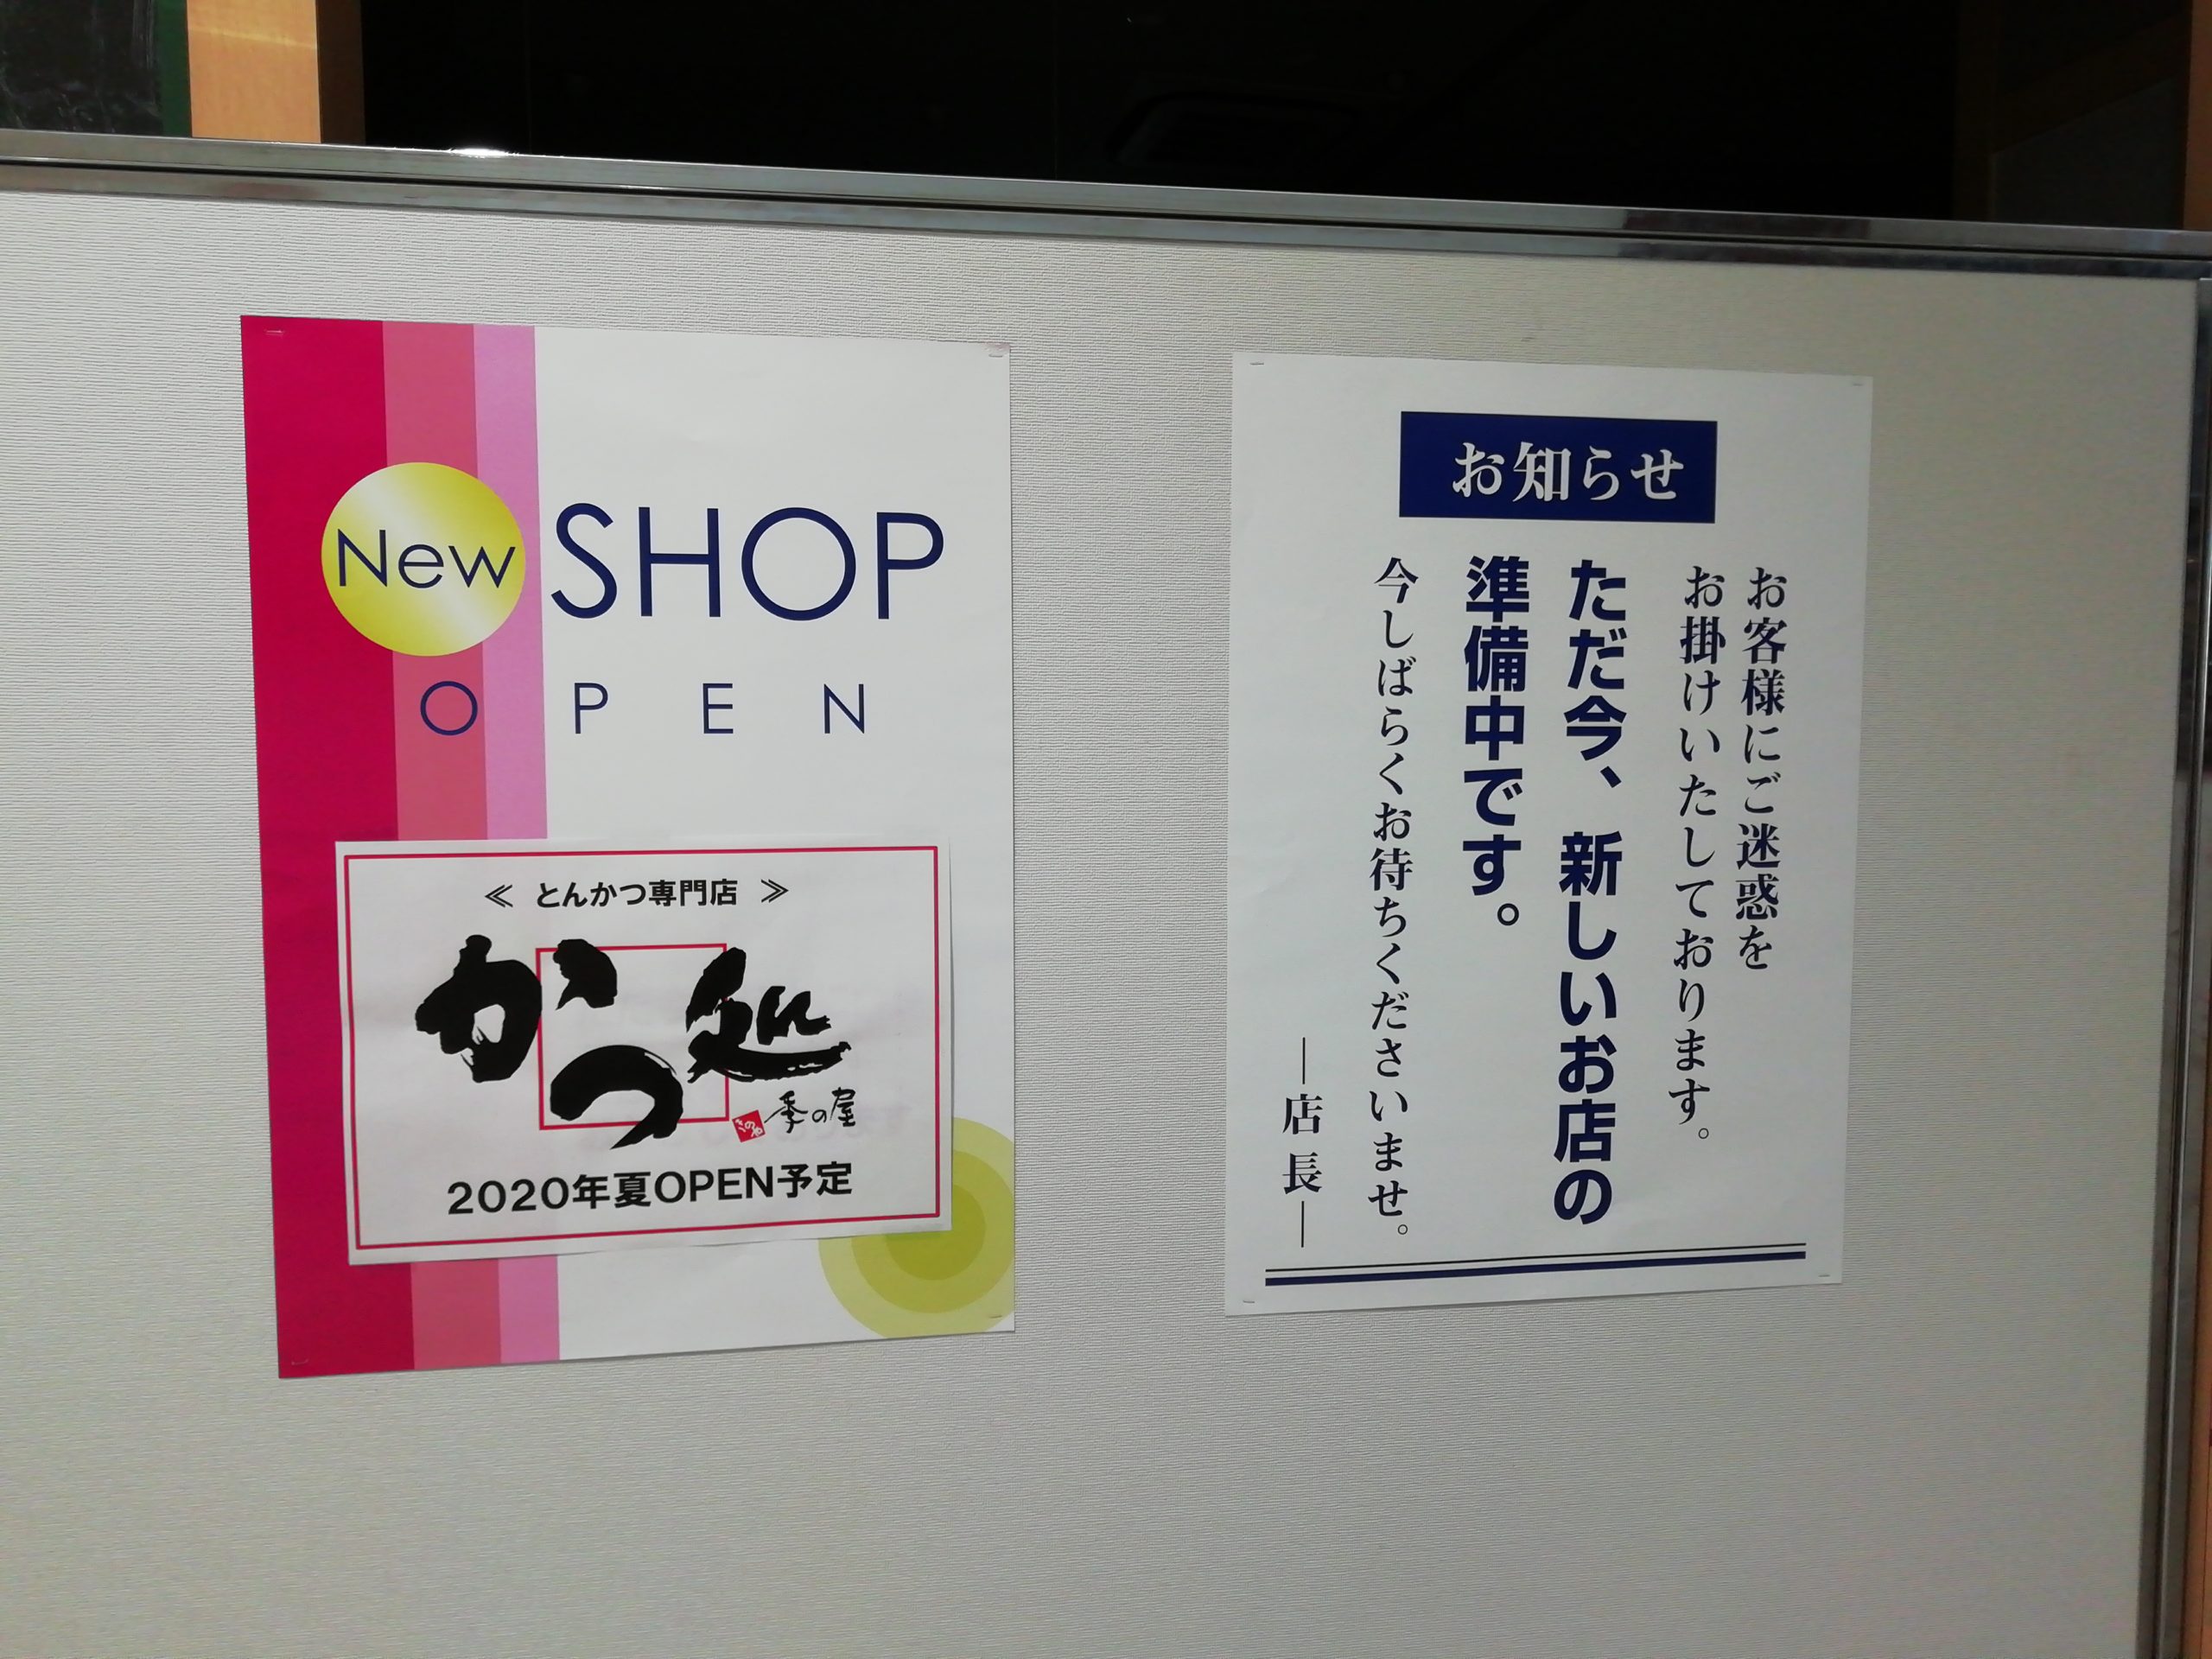 New SHOP
OPEN
≪ とんかつ専門店 ≫
かつ処
きのや
季の屋
2020年夏OPEN予定
お知らせ
お客様にご迷惑を
お掛けいたしております。
ただ今、新しいお店の
準備中です。
今しばらくお待ちくださいませ。
―店長―